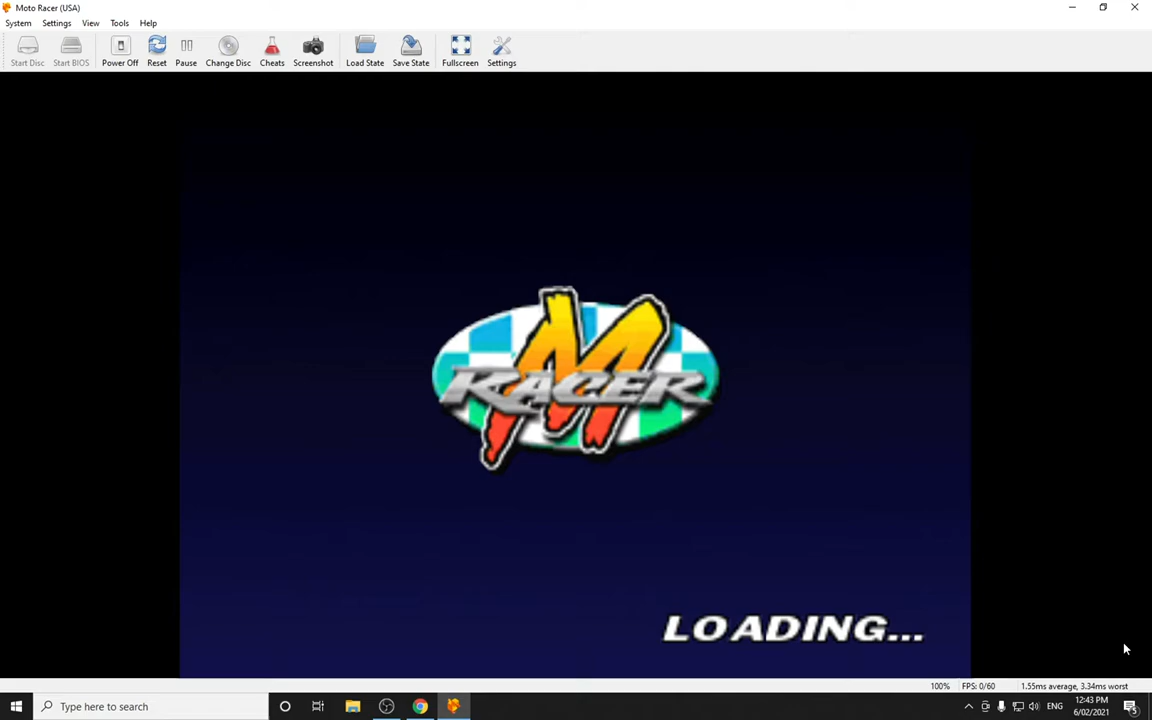 Moto Racer (USA)
System Settings View Tools Help
Start Disc Start BIOS Power Off Reset Pause Change Disc Cheats Screenshot Load State Save State Fullscreen Settings
M
RACER
LOADING...
100% FPS: 0/60 1.55ms average, 3.34ms worst
Type here to search
ENG
12:43 PM
6/02/2021
5